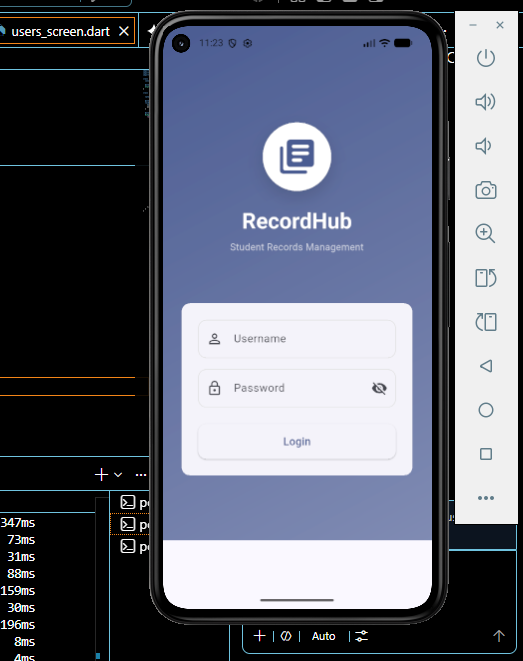 users_screen.dart
11:23
RecordHub
Student Records Management
Username
Password
Login
347ms
73ms
31ms
88ms
159ms
30ms
196ms
8ms
4ms
Auto